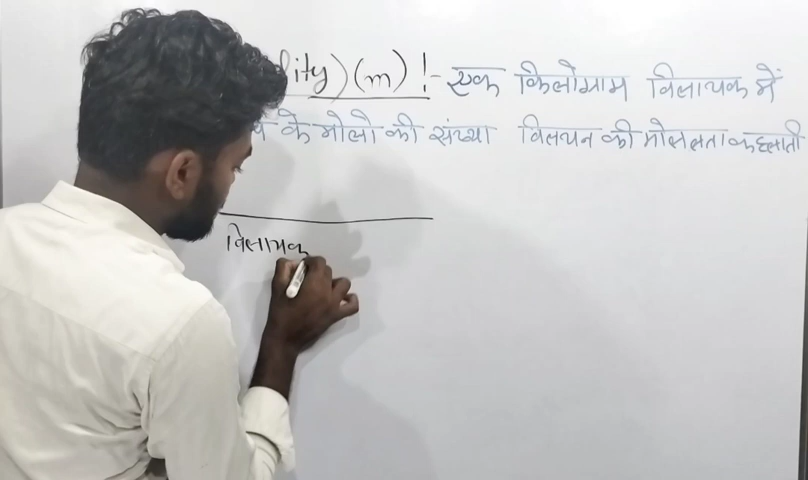 lity) (m) !- एक किलोग्राम विलायक में
के मोलो की संख्या विलयन की मोललता कहलाती
विलायक